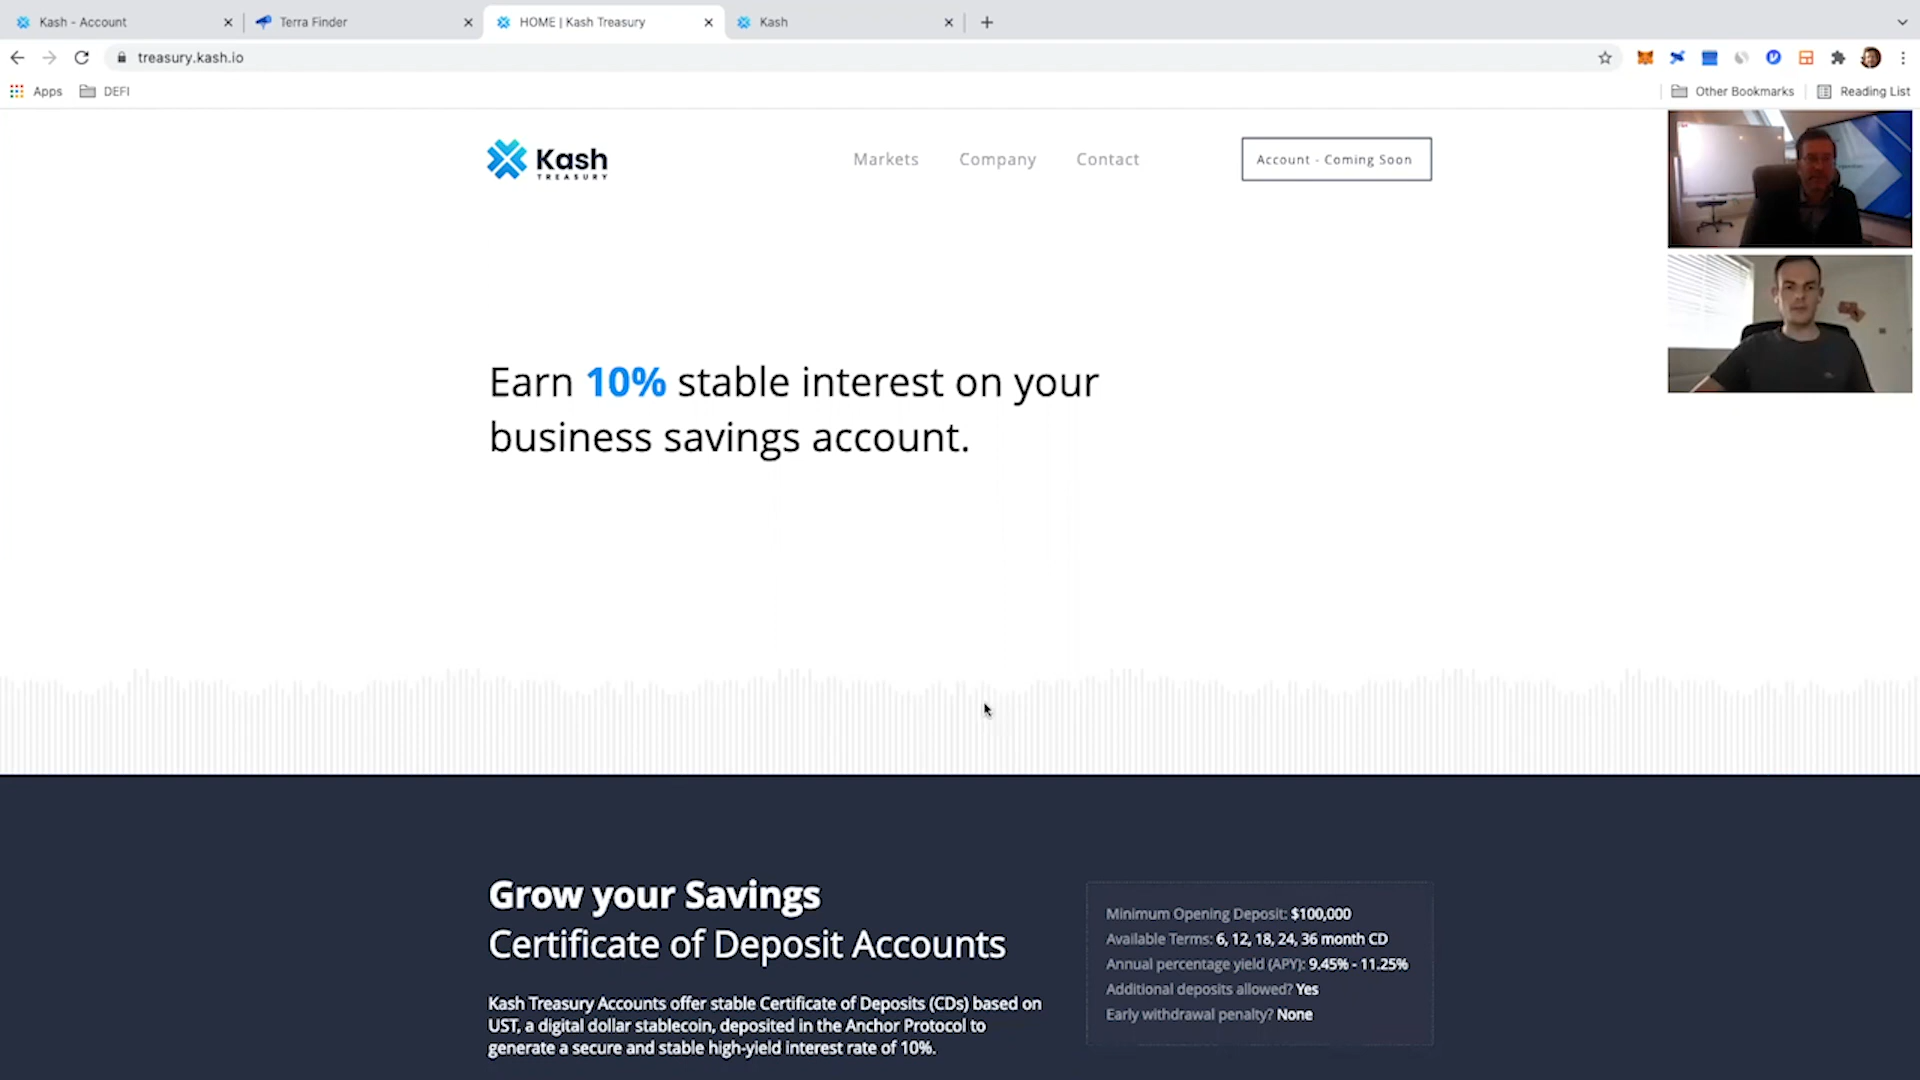 Kash - Account
Terra Finder
HOME | Kash Treasury
Kash
treasury.kash.io
Apps
DEFI
Other Bookmarks
Reading List
Kash
TREASURY
Markets
Company
Contact
Account - Coming Soon
Earn 10% stable interest on your
business savings account.
Grow your Savings
Certificate of Deposit Accounts
Kash Treasury Accounts offer stable Certificate of Deposits (CDs) based on
UST, a digital dollar stablecoin, deposited in the Anchor Protocol to
generate a secure and stable high-yield interest rate of 10%.
Minimum Opening Deposit: $100,000
Available Terms: 6, 12, 18, 24, 36 month CD
Annual percentage yield (APY): 9.45% - 11.25%
Additional deposits allowed? Yes
Early withdrawal penalty? None